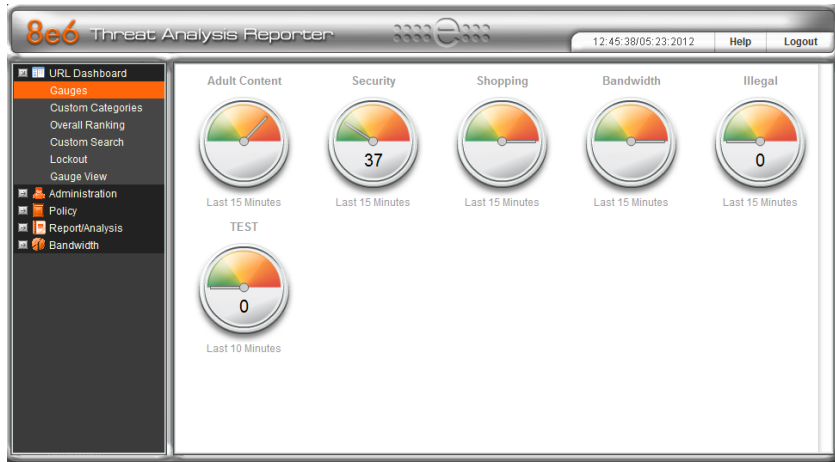 8e6 Threat Analysis Reporter
12:45:38/05:23:2012 Help Logout
URL Dashboard
Gauges
Custom Categories
Overall Ranking
Custom Search
Lockout
Gauge View
Administration
Policy
Report/Analysis
Bandwidth
Adult Content Security Shopping Bandwidth Illegal
37 0
Last 15 Minutes Last 15 Minutes Last 15 Minutes Last 15 Minutes Last 15 Minutes
TEST
0
Last 10 Minutes